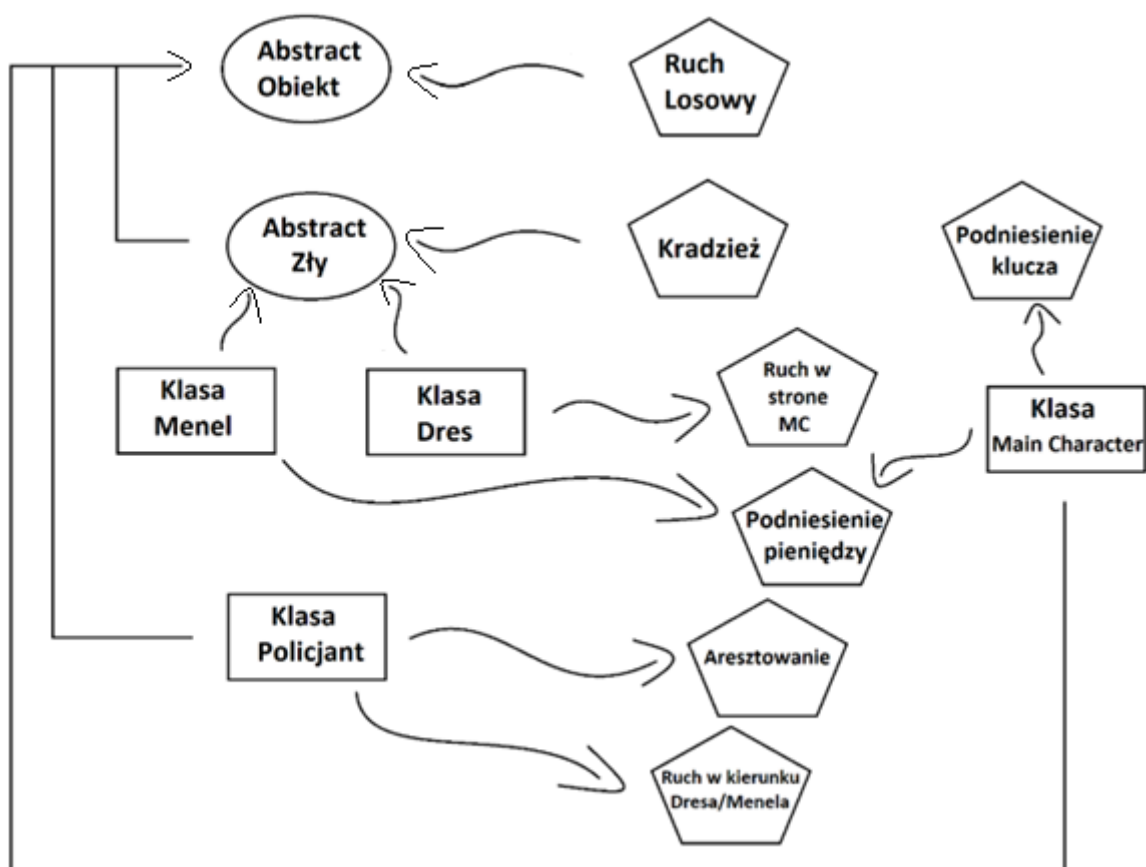 Abstract
Obiekt
Ruch
Losowy
Abstract
Zły
Kradzież
Podniesienie
klucza
Klasa
Menel
Klasa
Dres
Ruch w
strone
MC
Klasa
Main Character
Podniesienie
pieniędzy
Klasa
Policjant
Aresztowanie
Ruch w kierunku
Dresa/Menela